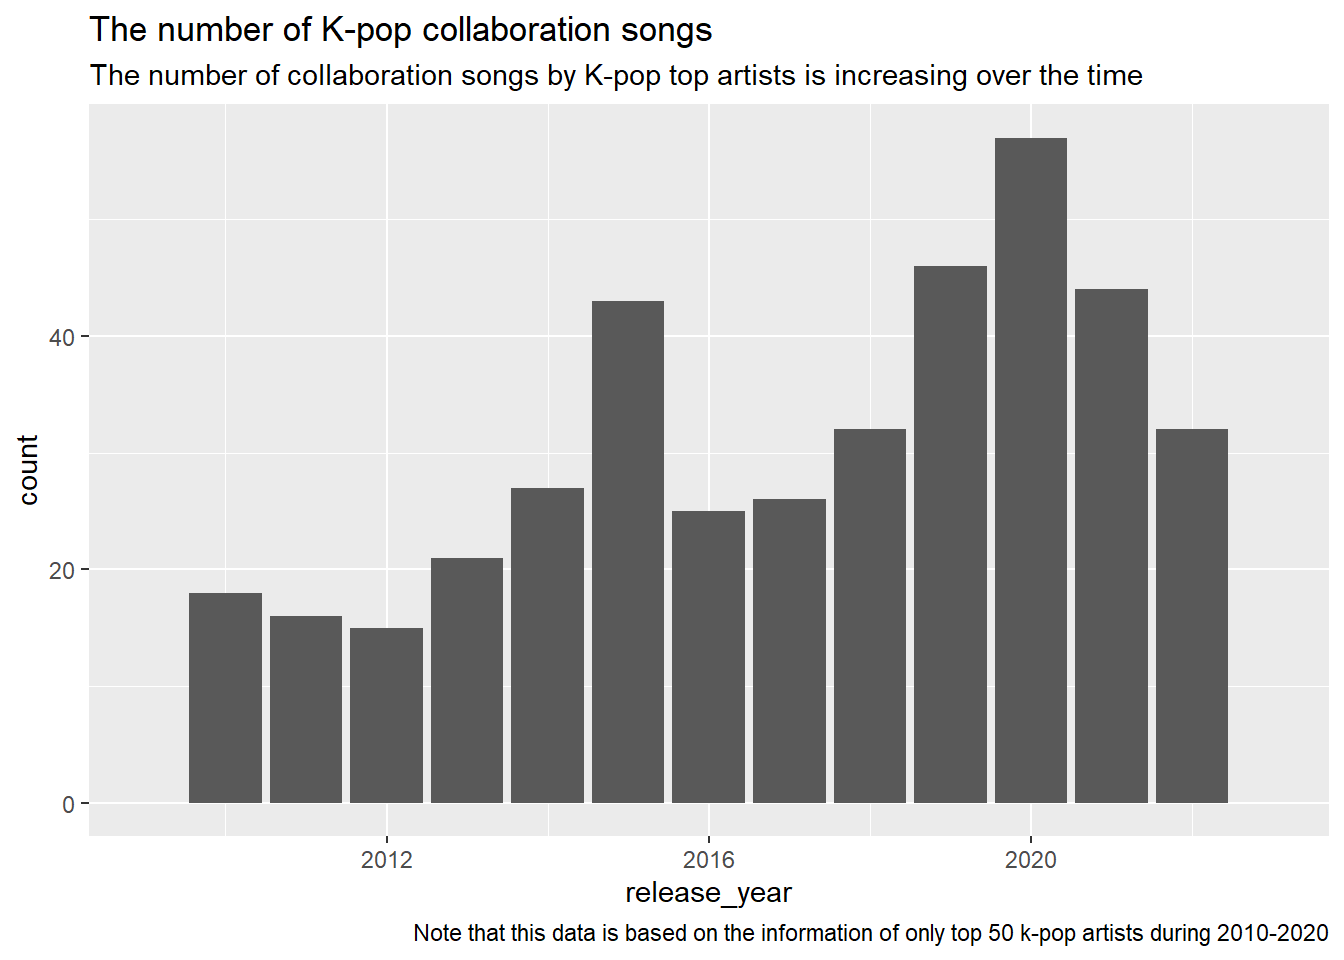 The number of K-pop collaboration songs
The number of collaboration songs by K-pop top artists is increasing over the time
count
40
20
0
2012 2016 2020
release_year
Note that this data is based on the information of only top 50 k-pop artists during 2010-2020